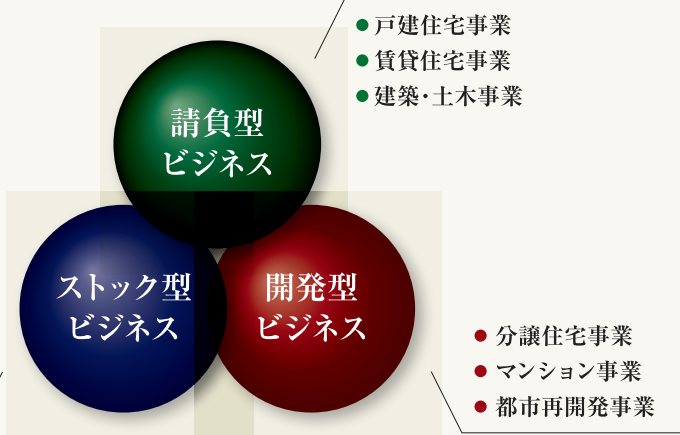 戸建住宅事業
賃貸住宅事業
建築・土木事業
請負型
ビジネス
ストック型
ビジネス
開発型
ビジネス
分譲住宅事業
マンション事業
都市再開発事業